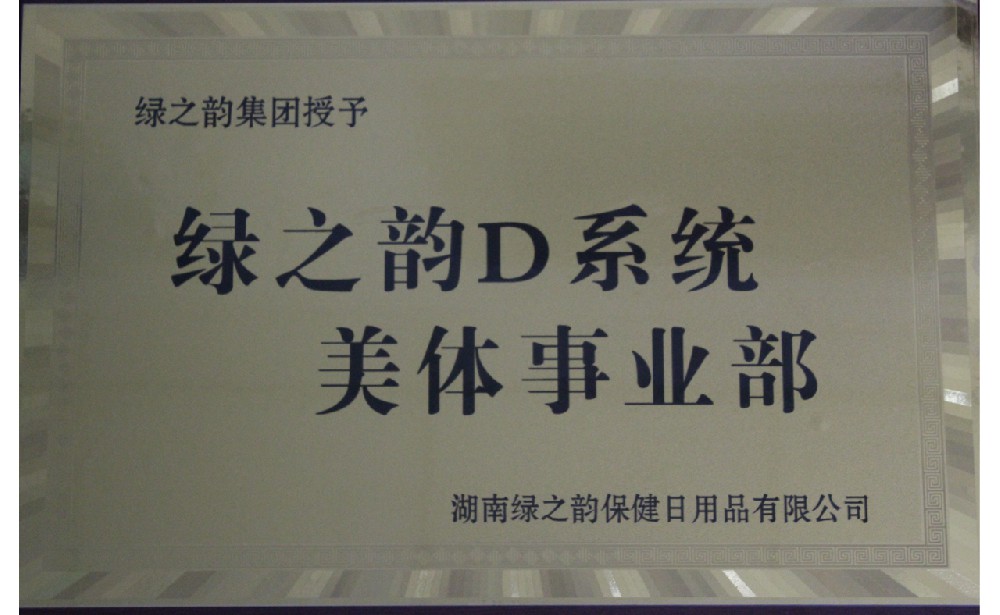 绿之韵集团授予
绿之韵D系统
美体事业部
湖南绿之韵保健日用品有限公司